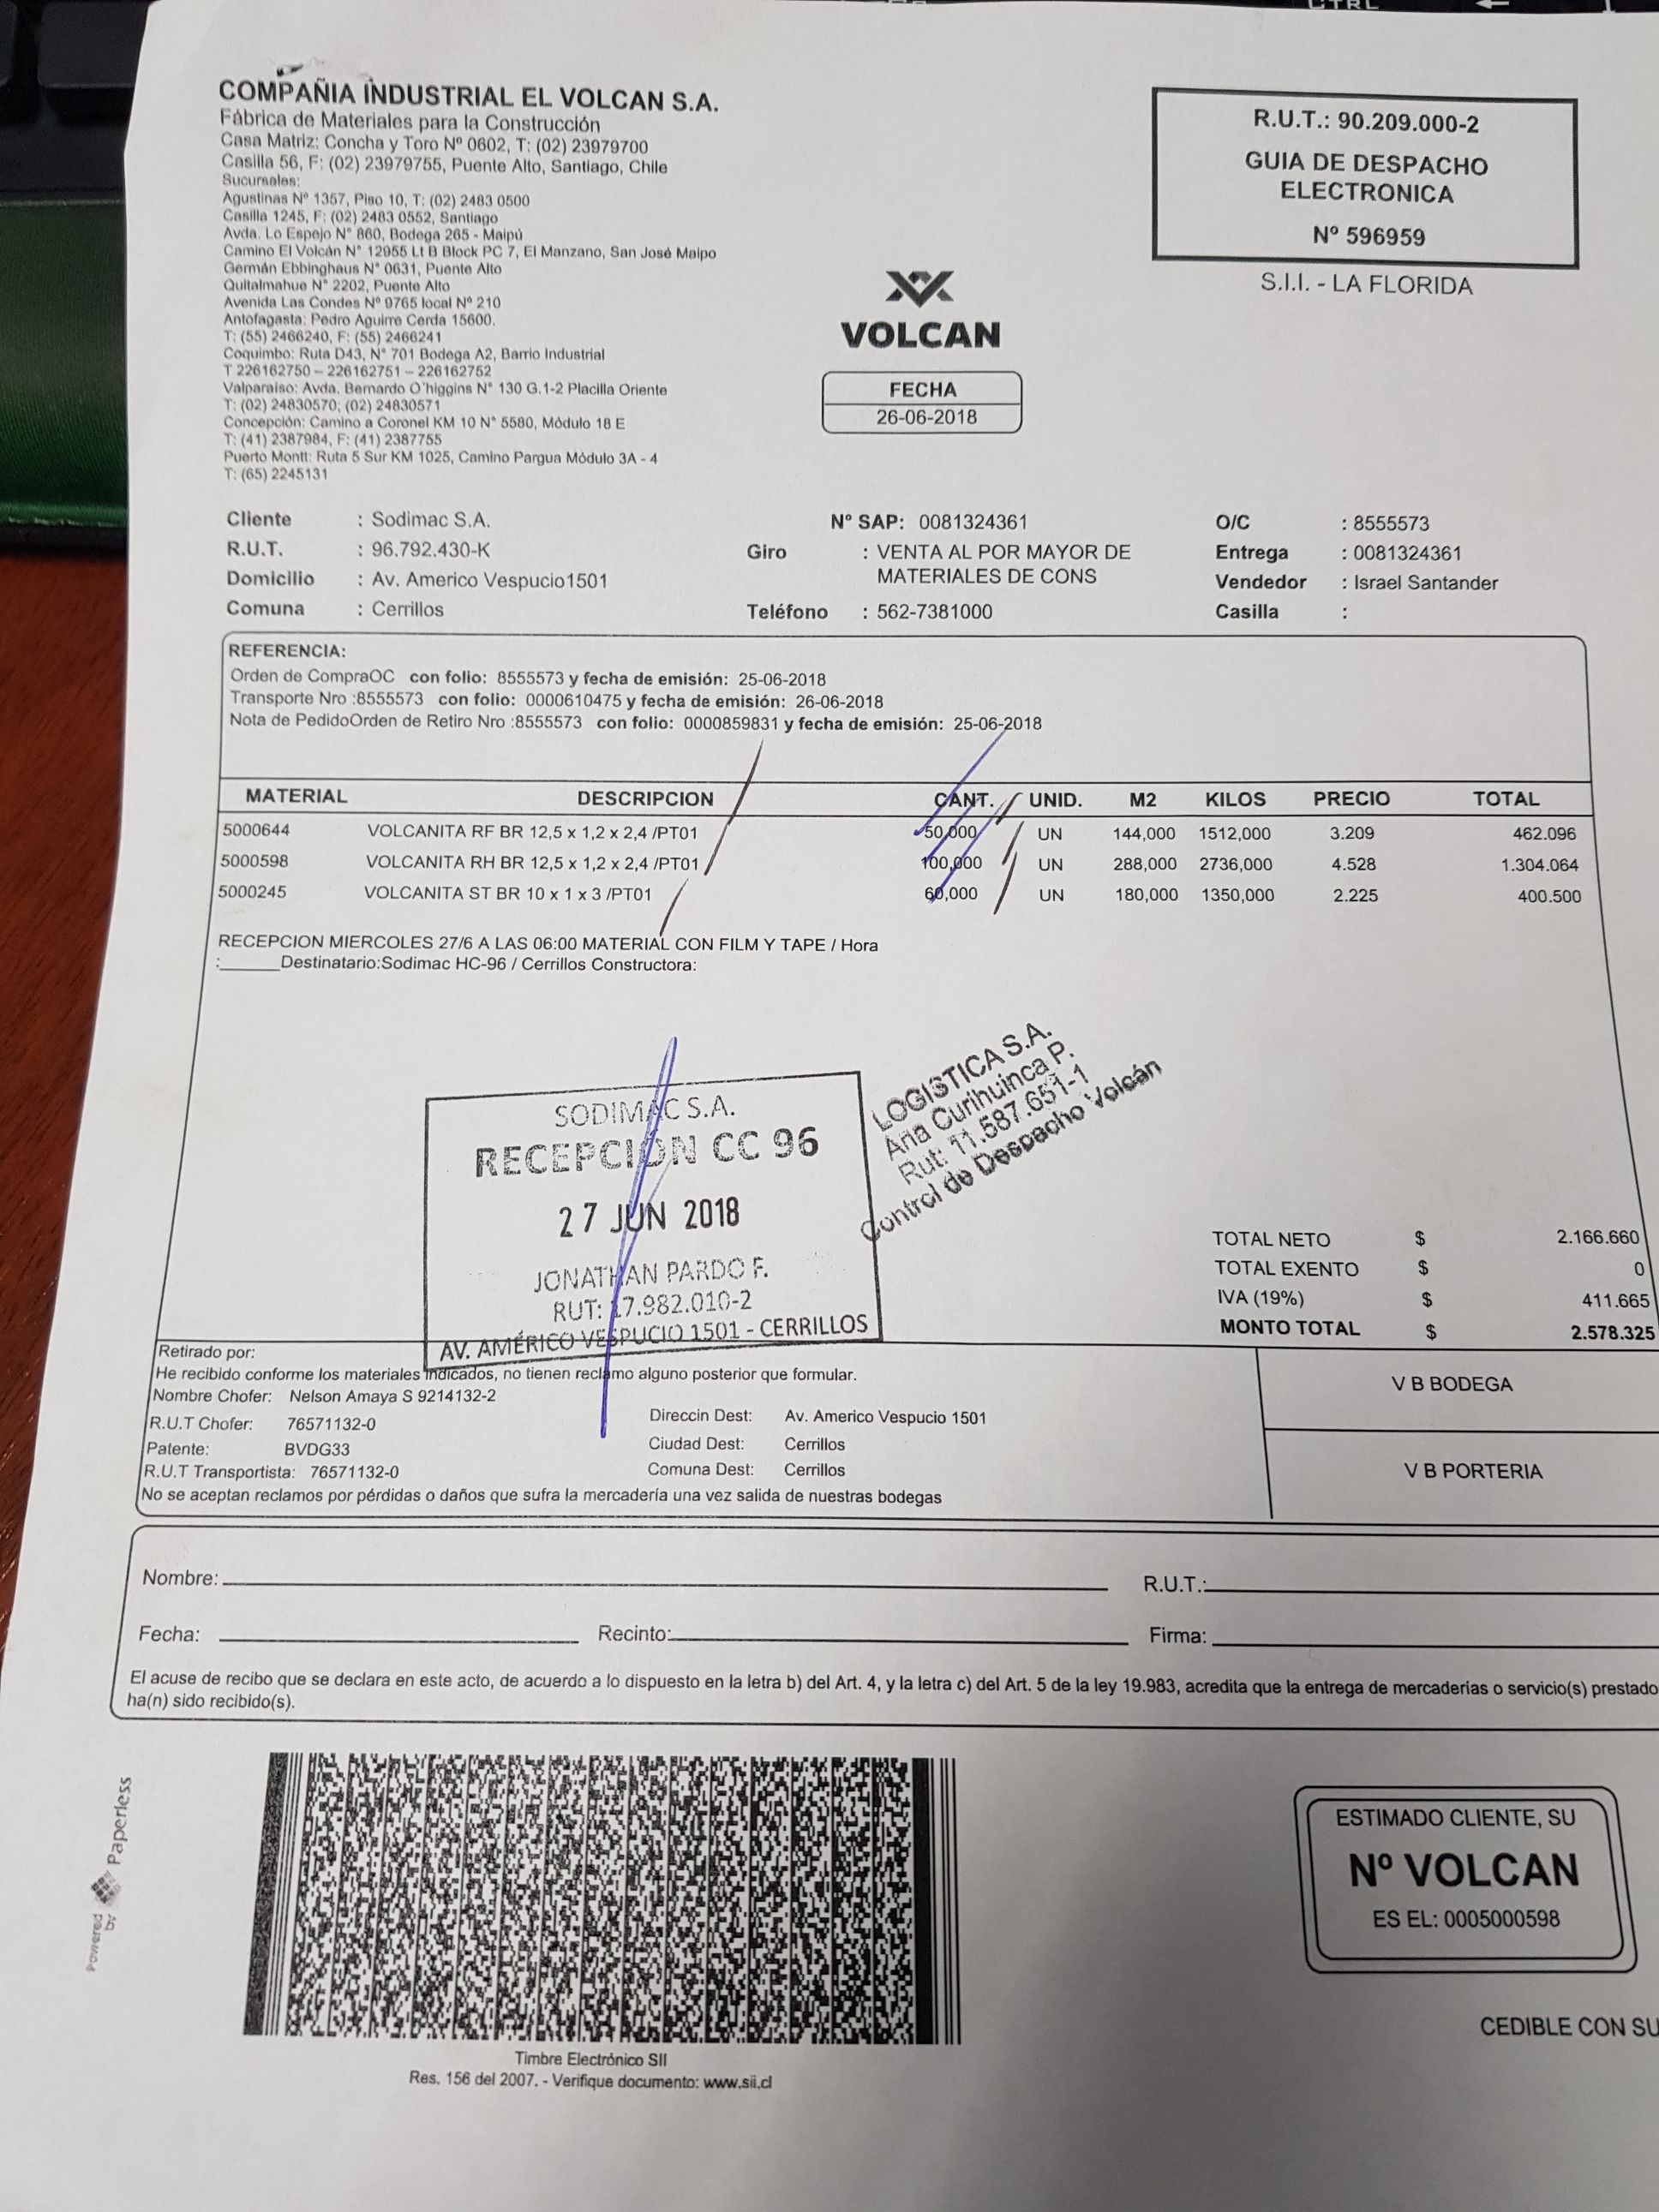 CTRL
COMPAÑIA INDUSTRIAL EL VOLCAN S.A.
Fábrica de Materiales para la Construcción
Casa Matriz: Concha y Toro Nº 0602, T: (02) 23979700
Casilla 56, F: (02) 23979755, Puente Alto, Santiago, Chile
Sucursales:
Agustinas Nº 1357, Piso 10, T: (02) 2483 0500
Casilla 1245, F: (02) 2483 0552, Santiago
Avda. Lo Espejo N° 860, Bodega 265 - Maipú
Camino El Volcán N° 12955 Lt B Block PC 7, El Manzano, San José Maipo
Germán Ebbinghaus N° 0631, Puente Alto
Quitalmahue N° 2202, Puente Alto
Avenida Las Condes Nº 9765 local Nº 210
Antofagasta: Pedro Aguirre Cerda 15600.
T: (55) 2466240, F: (55) 2466241
Coquimbo: Ruta D43, N° 701 Bodega A2, Barrio Industrial
T 226162750 – 226162751 – 226162752
Valparaiso: Avda. Bernardo O'higgins N° 130 G.1-2 Placilla Oriente
T: (02) 24830570; (02) 24830571
Concepción: Camino a Coronel KM 10 N° 5580, Módulo 18 E
T: (41) 2387984, F: (41) 2387755
Puerto Montt: Ruta 5 Sur KM 1025, Camino Pargua Módulo 3A - 4
T: (65) 2245131
R.U.T.: 90.209.000-2
GUIA DE DESPACHO
ELECTRONICA
Nº 596959
S.I.I. - LA FLORIDA
VOLCAN
FECHA
26-06-2018
Cliente : Sodimac S.A. Nº SAP: 0081324361 O/C : 8555573
R.U.T. : 96.792.430-K Giro : VENTA AL POR MAYOR DE Entrega : 0081324361
MATERIALES DE CONS
Domicilio : Av. Americo Vespucio1501 Vendedor : Israel Santander
Comuna : Cerrillos Teléfono : 562-7381000 Casilla :
REFERENCIA:
Orden de CompraOC con folio: 8555573 y fecha de emisión: 25-06-2018
Transporte Nro :8555573 con folio: 0000610475 y fecha de emisión: 26-06-2018
Nota de PedidoOrden de Retiro Nro :8555573 con folio: 0000859831 y fecha de emisión: 25-06-2018
MATERIAL DESCRIPCION CANT. UNID. M2 KILOS PRECIO TOTAL
5000644 VOLCANITA RF BR 12,5 x 1,2 x 2,4 /PT01 50,000 UN 144,000 1512,000 3.209 462.096
5000598 VOLCANITA RH BR 12,5 x 1,2 x 2,4 /PT01 100,000 UN 288,000 2736,000 4.528 1.304.064
5000245 VOLCANITA ST BR 10 x 1 x 3 /PT01 60,000 UN 180,000 1350,000 2.225 400.500
RECEPCION MIERCOLES 27/6 A LAS 06:00 MATERIAL CON FILM Y TAPE / Hora
:______Destinatario:Sodimac HC-96 / Cerrillos Constructora:
SODIMAC S.A.
RECEPCIÓN CC 96
27 JUN 2018
JONATHAN PARDO F.
RUT: 17.982.010-2
AV. AMÉRICO VESPUCIO 1501 - CERRILLOS
LOGISTICA S.A.
Ana Curihuinca P.
Rut: 11.587.651-1
Control de Despacho Volcán
TOTAL NETO $ 2.166.660
TOTAL EXENTO $ 0
IVA (19%) $ 411.665
MONTO TOTAL $ 2.578.325
Retirado por:
He recibido conforme los materiales indicados, no tienen reclamo alguno posterior que formular.
Nombre Chofer: Nelson Amaya S 9214132-2
R.U.T Chofer: 76571132-0 Direccin Dest: Av. Americo Vespucio 1501
Patente: BVDG33 Ciudad Dest: Cerrillos
R.U.T Transportista: 76571132-0 Comuna Dest: Cerrillos
No se aceptan reclamos por pérdidas o daños que sufra la mercadería una vez salida de nuestras bodegas
V B BODEGA
V B PORTERIA
Nombre: R.U.T.:
Fecha: Recinto: Firma:
El acuse de recibo que se declara en este acto, de acuerdo a lo dispuesto en la letra b) del Art. 4, y la letra c) del Art. 5 de la ley 19.983, acredita que la entrega de mercaderías o servicio(s) prestado
ha(n) sido recibido(s).
Powered by Paperless
Timbre Electrónico SII
Res. 156 del 2007. - Verifique documento: www.sii.cl
ESTIMADO CLIENTE, SU
Nº VOLCAN
ES EL: 0005000598
CEDIBLE CON SU